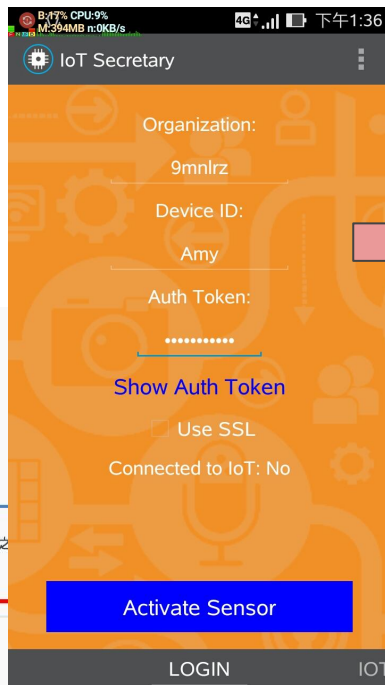 B:17% CPU:9%
M:394MB n:0KB/s
4G 下午1:36
IoT Secretary
Organization:
9mnlrz
Device ID:
Amy
Auth Token:
•••••••••••
Show Auth Token
Use SSL
Connected to IoT: No
Activate Sensor
LOGIN
IOT